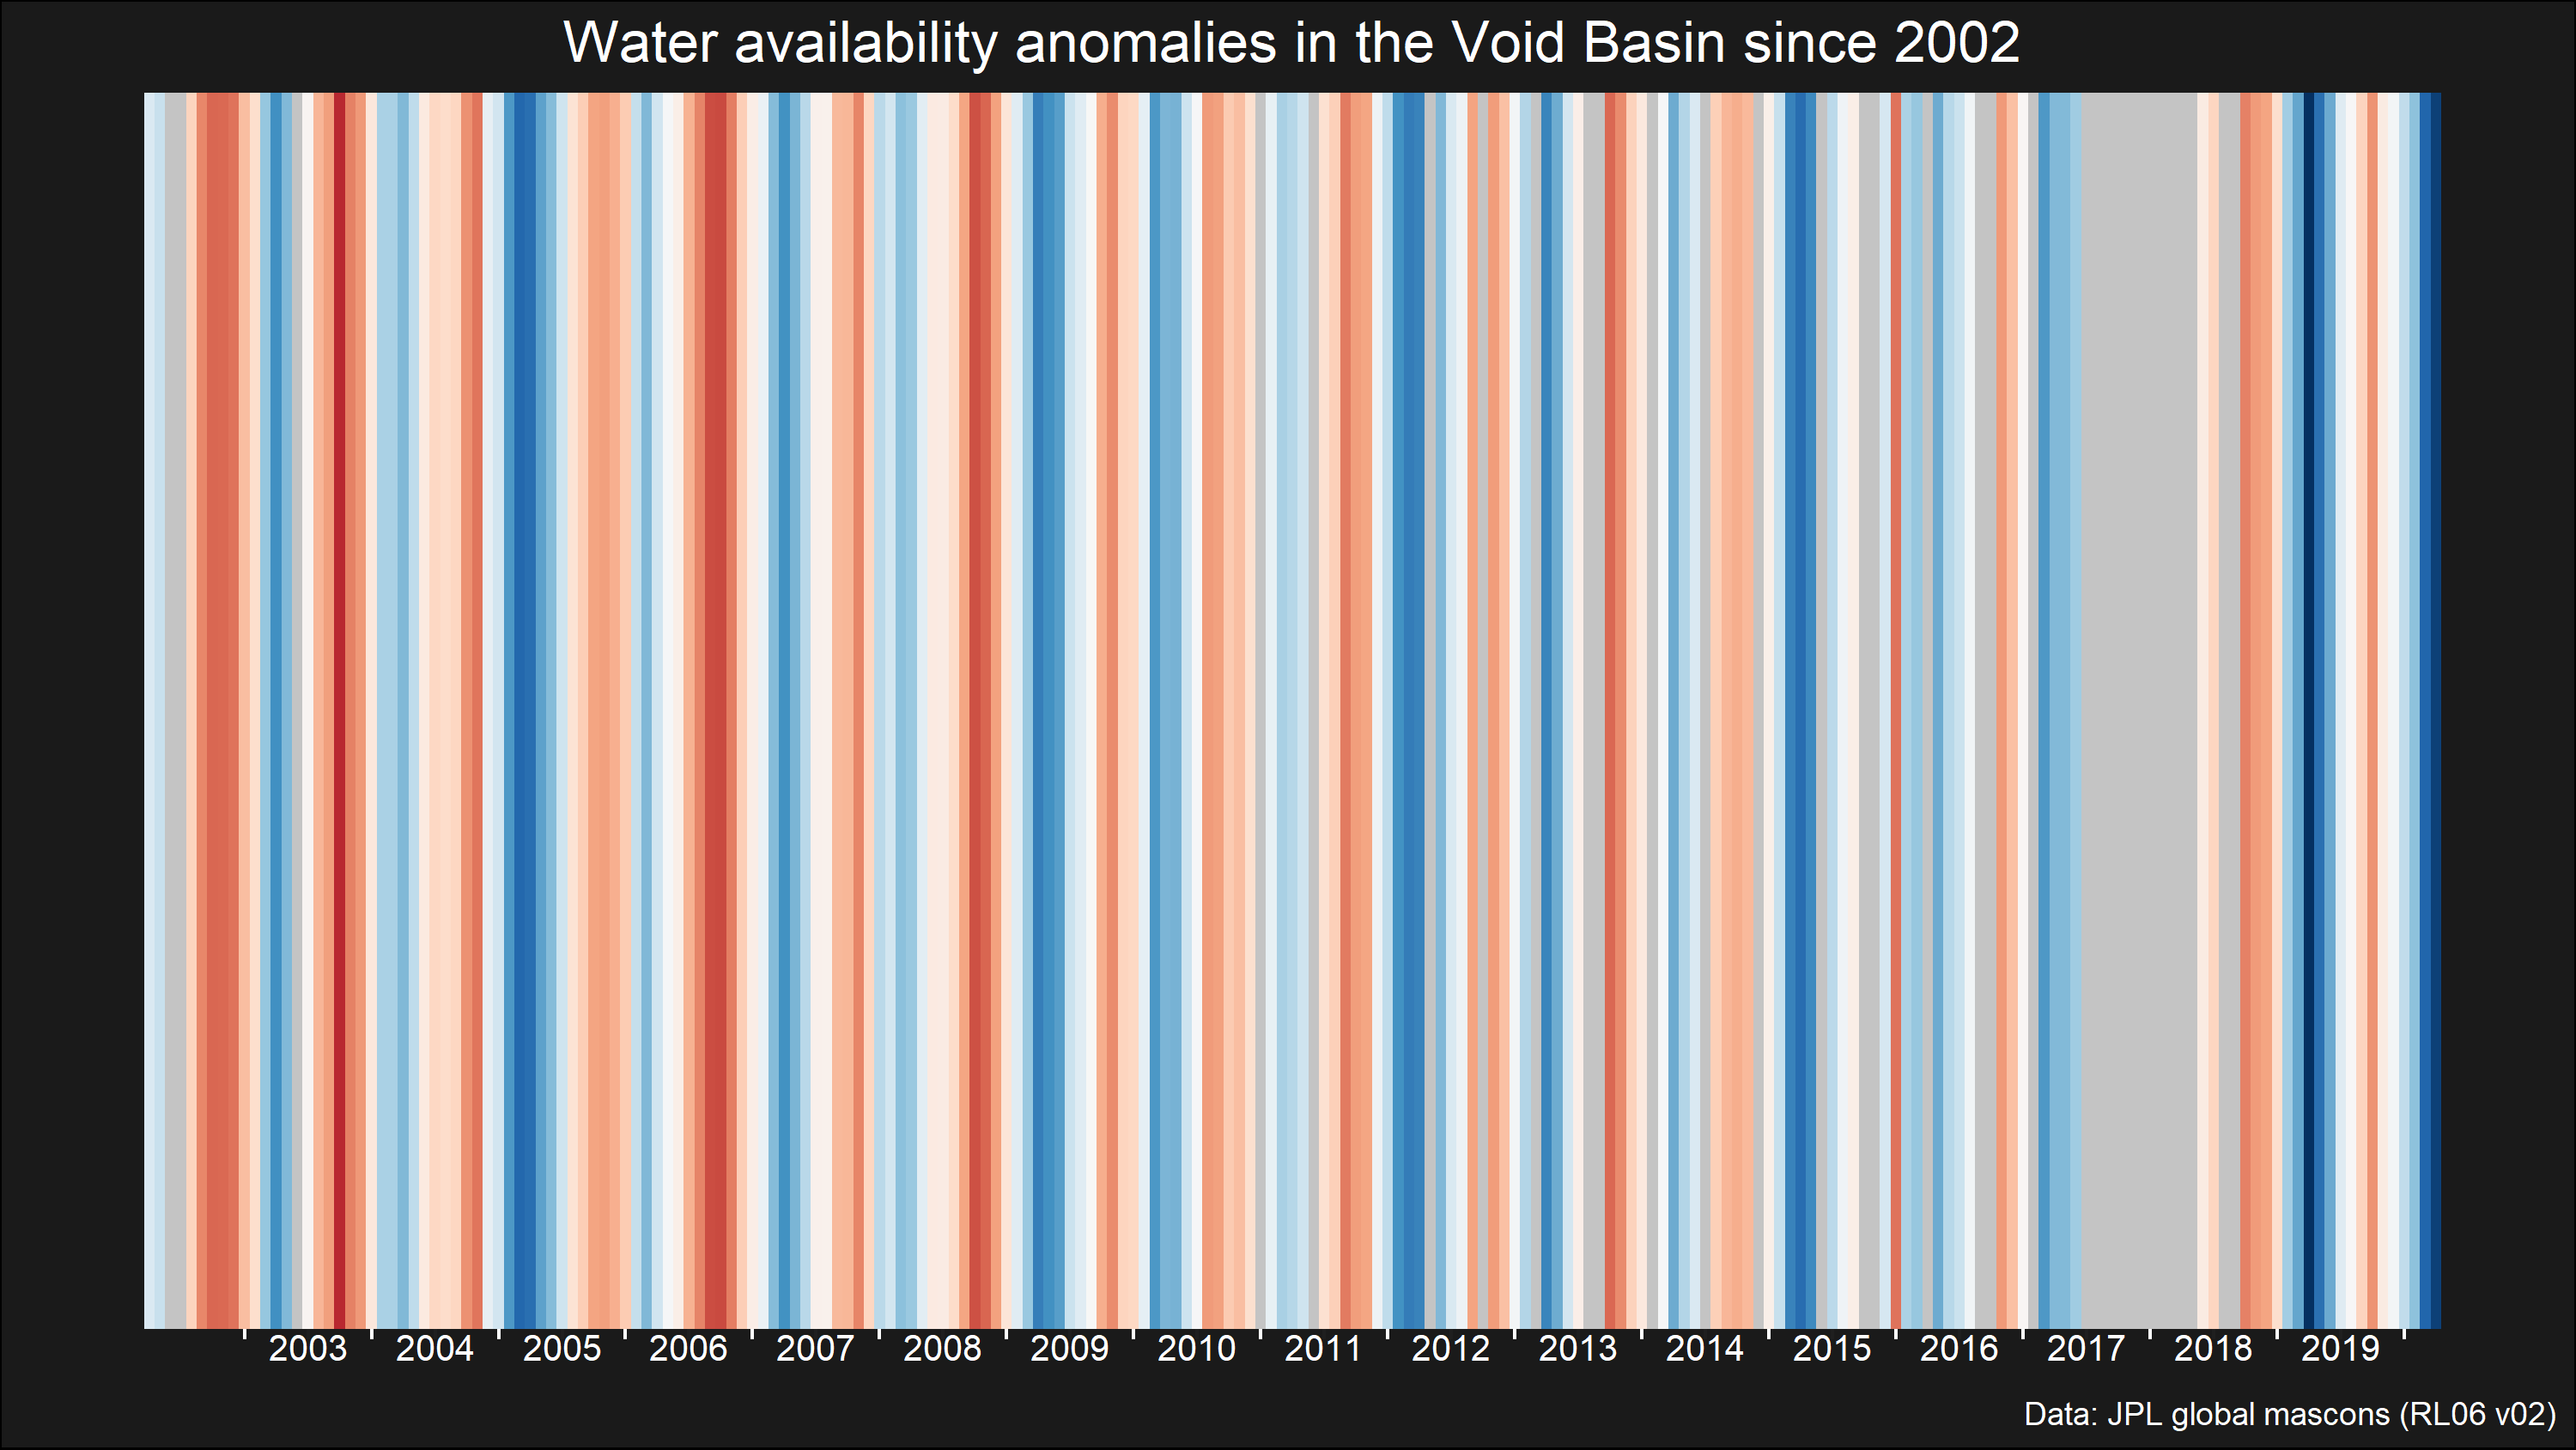 Water availability anomalies in the Void Basin since 2002
2003 2004 2005 2006 2007 2008 2009 2010 2011 2012 2013 2014 2015 2016 2017 2018 2019
Data: JPL global mascons (RL06 v02)